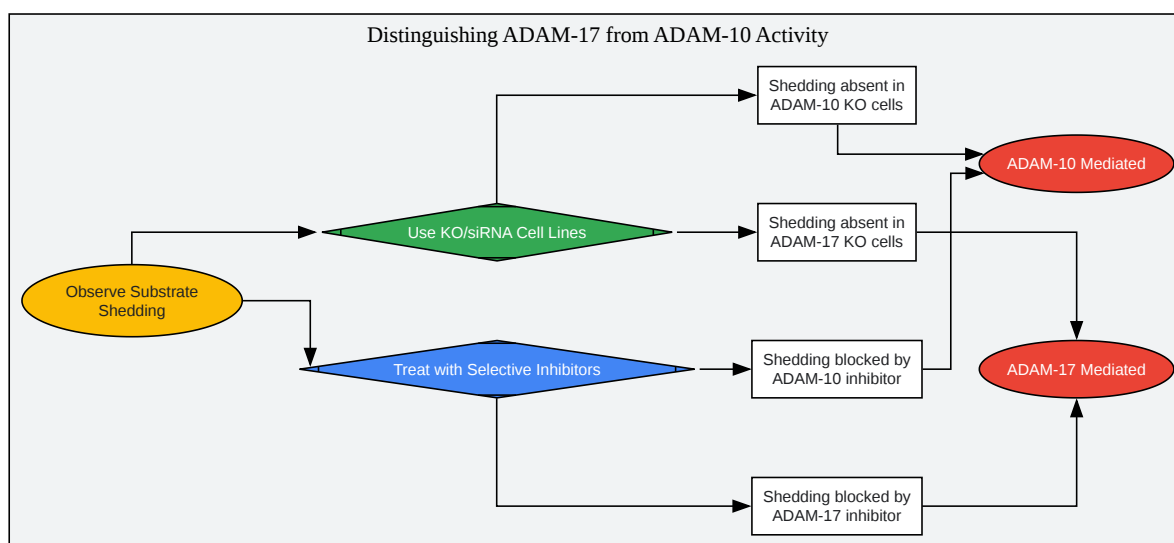 Distinguishing ADAM-17 from ADAM-10 Activity
Shedding absent in
ADAM-10 KO cells
ADAM-10 Mediated
Use KO/siRNA Cell Lines
Shedding absent in
ADAM-17 KO cells
Observe Substrate
Shedding
Treat with Selective Inhibitors
Shedding blocked by
ADAM-10 inhibitor
ADAM-17 Mediated
Shedding blocked by
ADAM-17 inhibitor